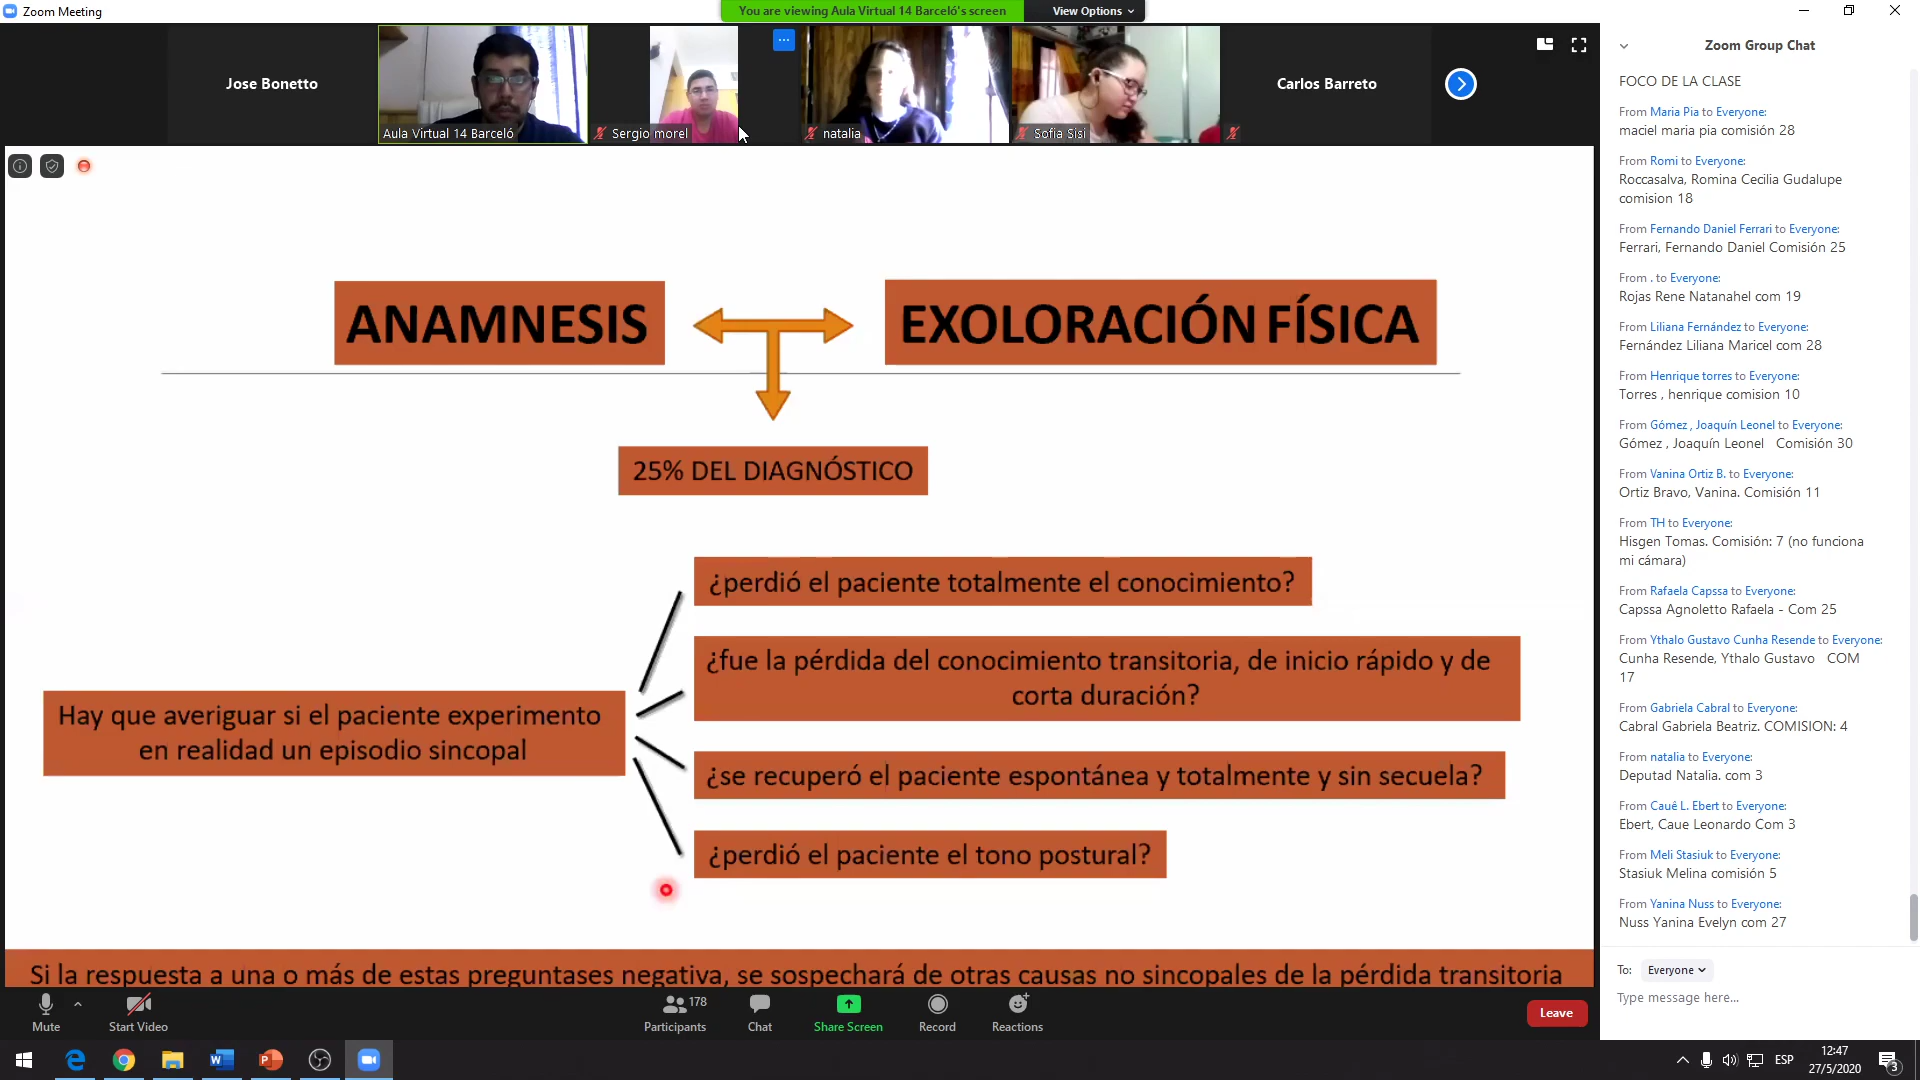 Zoom Meeting
You are viewing Aula Virtual 14 Barceló's screen
View Options
Jose Bonetto
Aula Virtual 14 Barceló
Sergio morel
natalia
Sofia Sisi
Carlos Barreto
ANAMNESIS
EXOLORACIÓN FÍSICA
25% DEL DIAGNÓSTICO
¿perdió el paciente totalmente el conocimiento?
¿fue la pérdida del conocimiento transitoria, de inicio rápido y de
corta duración?
Hay que averiguar si el paciente experimento
en realidad un episodio sincopal
¿se recuperó el paciente espontánea y totalmente y sin secuela?
¿perdió el paciente el tono postural?
Si la respuesta a una o más de estas preguntases negativa, se sospechará de otras causas no sincopales de la pérdida transitoria
Zoom Group Chat
FOCO DE LA CLASE
From Maria Pia to Everyone:
maciel maria pia comisión 28
From Romi to Everyone:
Roccasalva, Romina Cecilia Gudalupe
comision 18
From Fernando Daniel Ferrari to Everyone:
Ferrari, Fernando Daniel Comisión 25
From . to Everyone:
Rojas Rene Natanahel com 19
From Liliana Fernández to Everyone:
Fernández Liliana Maricel com 28
From Henrique torres to Everyone:
Torres , henrique comision 10
From Gómez , Joaquín Leonel to Everyone:
Gómez , Joaquín Leonel Comisión 30
From Vanina Ortiz B. to Everyone:
Ortiz Bravo, Vanina. Comisión 11
From TH to Everyone:
Hisgen Tomas. Comisión: 7 (no funciona
mi cámara)
From Rafaela Capssa to Everyone:
Capssa Agnoletto Rafaela - Com 25
From Ythalo Gustavo Cunha Resende to Everyone:
Cunha Resende, Ythalo Gustavo COM
17
From Gabriela Cabral to Everyone:
Cabral Gabriela Beatriz. COMISION: 4
From natalia to Everyone:
Deputad Natalia. com 3
From Cauê L. Ebert to Everyone:
Ebert, Caue Leonardo Com 3
From Meli Stasiuk to Everyone:
Stasiuk Melina comisión 5
From Yanina Nuss to Everyone:
Nuss Yanina Evelyn com 27
To: Everyone
Type message here...
Mute
Start Video
178
Participants
Chat
Share Screen
Record
Reactions
Leave
ESP
12:47
27/5/2020
3